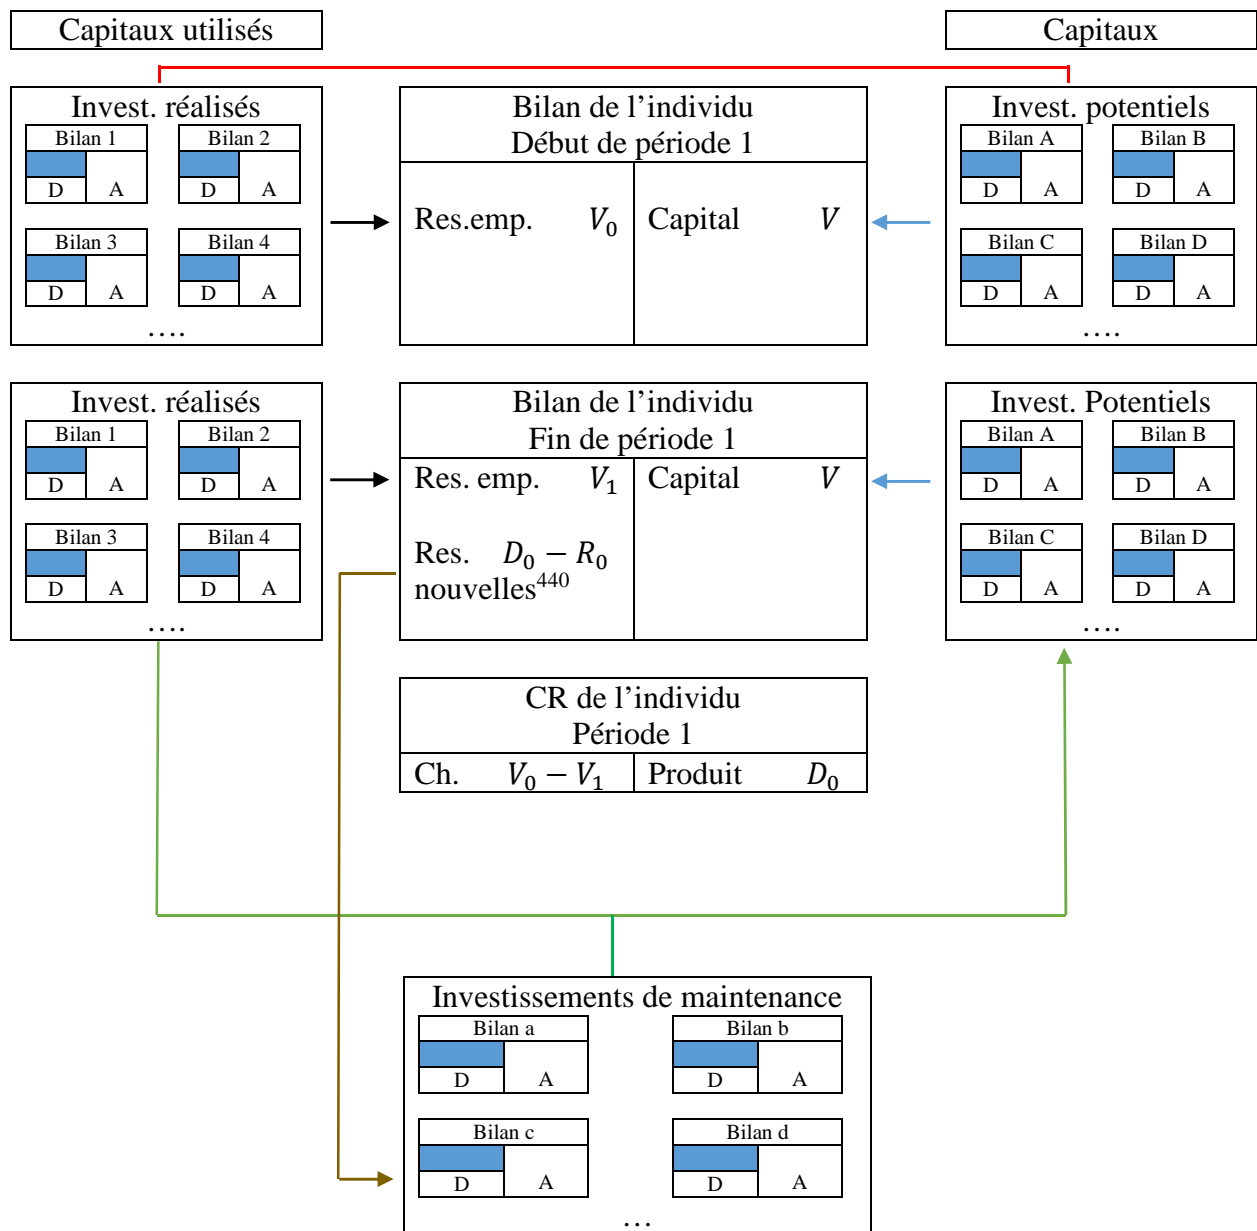 Capitaux utilisés
Capitaux
Invest. réalisés
Bilan 1 Bilan 2
D A D A
Bilan 3 Bilan 4
D A D A
….
Bilan de l’individu
Début de période 1
Res.emp. V₀ Capital V
Invest. potentiels
Bilan A Bilan B
D A D A
Bilan C Bilan D
D A D A
….
Invest. réalisés
Bilan 1 Bilan 2
D A D A
Bilan 3 Bilan 4
D A D A
….
Bilan de l’individu
Fin de période 1
Res. emp. V₁ Capital V
Res. D₀ − R₀
nouvelles⁴⁴⁰
Invest. Potentiels
Bilan A Bilan B
D A D A
Bilan C Bilan D
D A D A
….
CR de l’individu
Période 1
Ch. V₀ − V₁ Produit D₀
Investissements de maintenance
Bilan a Bilan b
D A D A
Bilan c Bilan d
D A D A
…